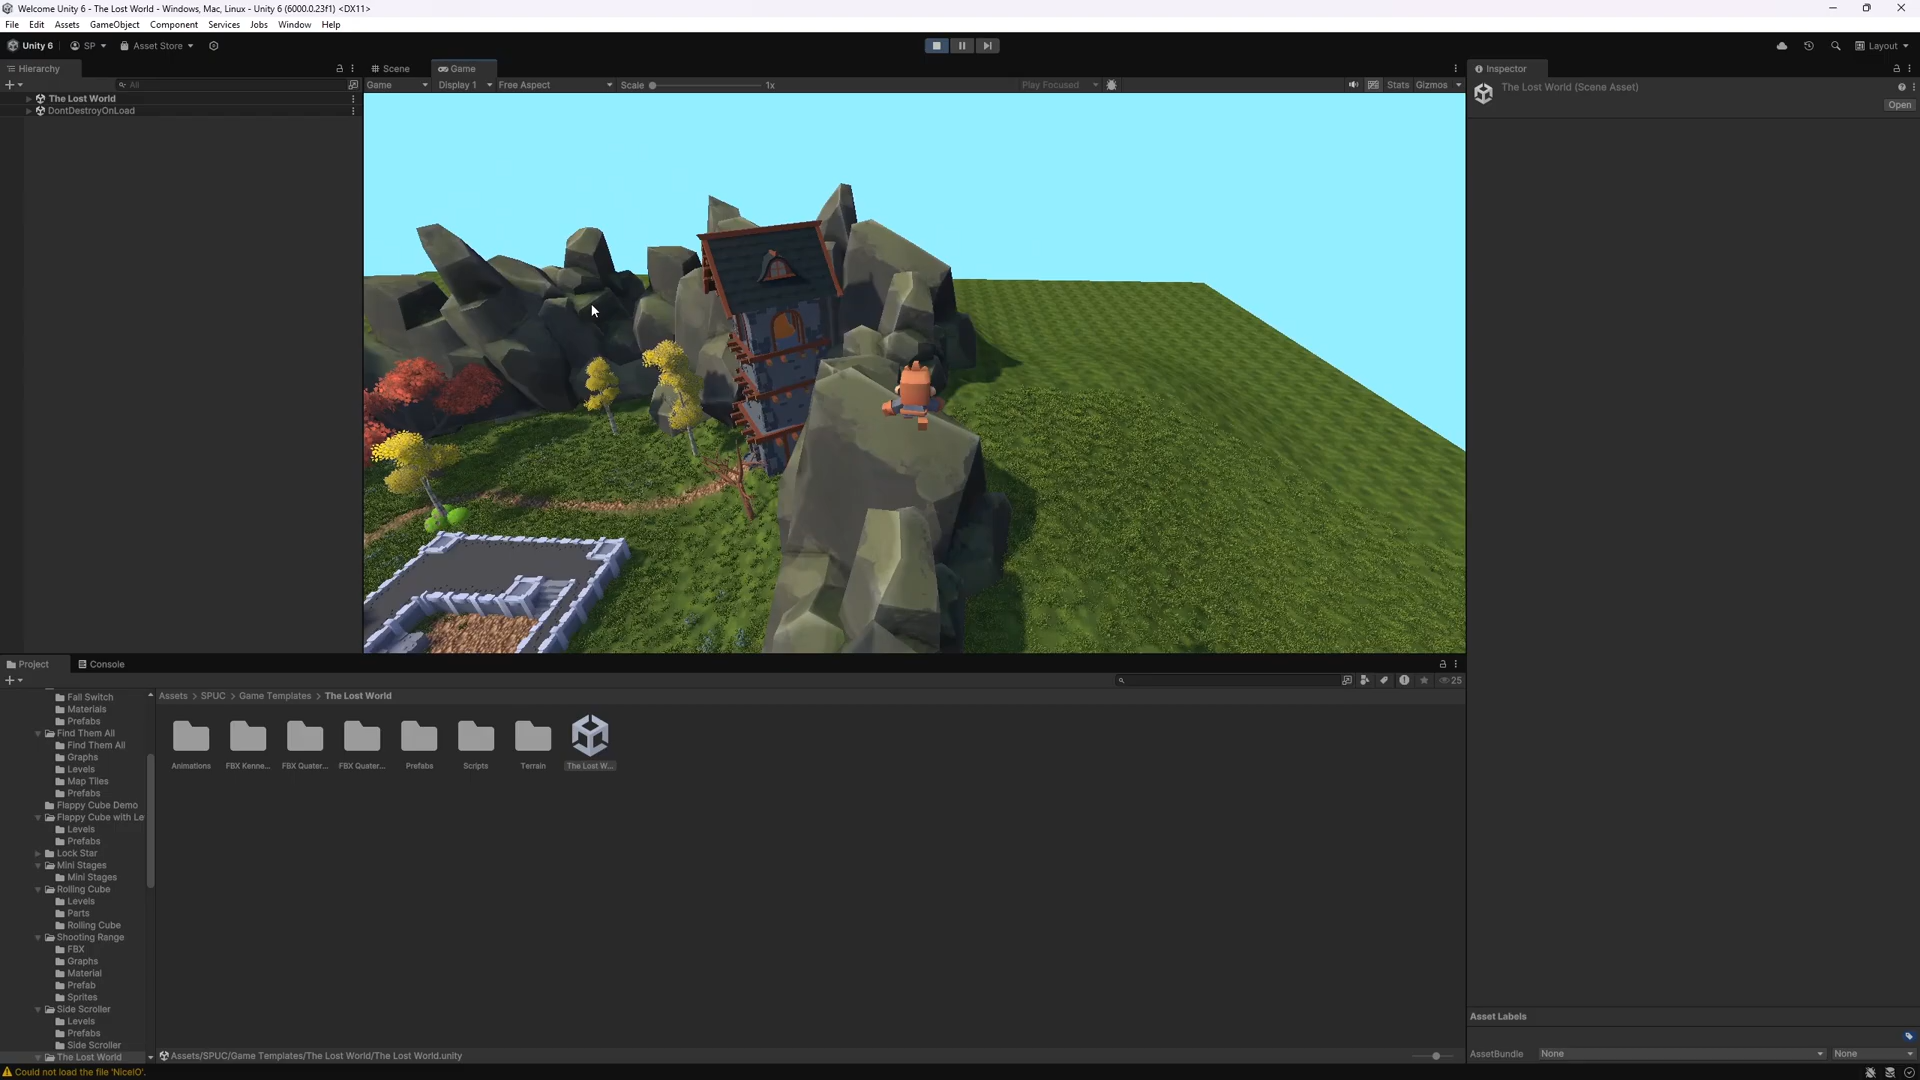 Welcome Unity 6 - The Lost World - Windows, Mac, Linux - Unity 6 (6000.0.23f1) <DX11>
File Edit Assets GameObject Component Services Jobs Window Help
Unity 6 SP Asset Store Layout
Hierarchy Scene Game Inspector
All Game Display 1 Free Aspect Scale 1x Play Focused Stats Gizmos The Lost World (Scene Asset)
The Lost World Open
DontDestroyOnLoad
Project Console
25
Assets > SPUC > Game Templates > The Lost World
Fall Switch
Materials
Prefabs
Find Them All
Find Them All
Graphs
Levels
Map Tiles
Prefabs
Flappy Cube Demo
Flappy Cube with Le
Levels
Prefabs
Lock Star
Mini Stages
Mini Stages
Rolling Cube
Levels
Parts
Rolling Cube
Shooting Range
FBX
Graphs
Material
Prefab
Sprites
Side Scroller
Levels
Prefabs
Side Scroller
The Lost World
Animations FBX Kenne... FBX Quater... FBX Quater... Prefabs Scripts Terrain The Lost W...
Asset Labels
Assets/SPUC/Game Templates/The Lost World/The Lost World.unity
AssetBundle None None
Could not load the file 'NiceIO'.